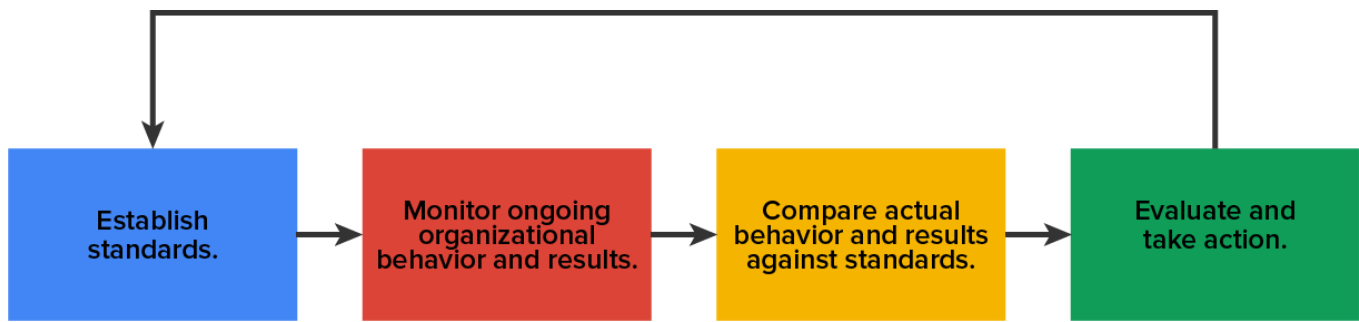 Establish
standards.
Monitor ongoing
organizational
behavior and results.
Compare actual
behavior and results
against standards.
Evaluate and
take action.